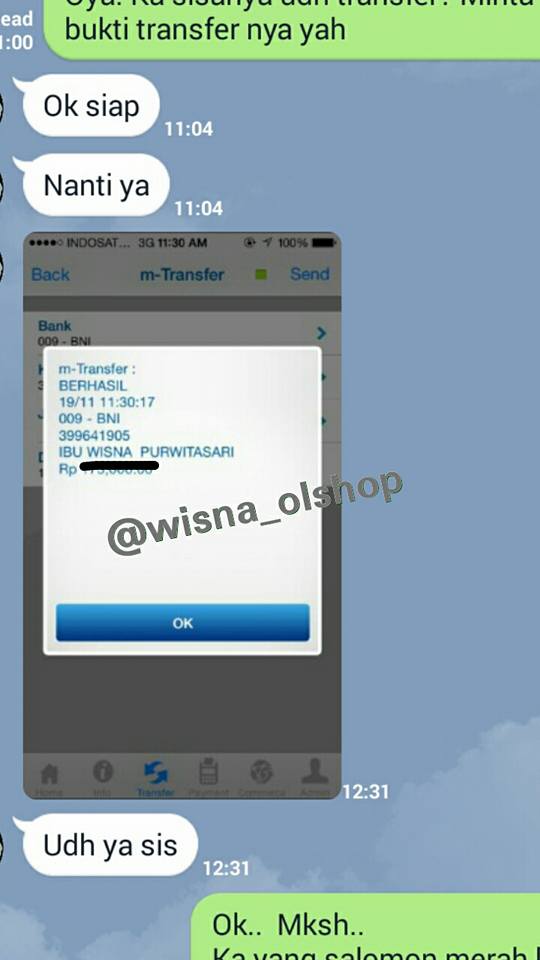 ead
bukti transfer nya yah
1:00
Ok siap
11:04
Nanti ya
11:04
INDOSAT... 3G 11:30 AM 100%
Back m-Transfer Send
Bank
009 - BNI
m-Transfer :
BERHASIL
19/11 11:30:17
009 - BNI
399641905
IBU WISNA PURWITASARI
Rp
@wisna_olshop
OK
Home Info Transfer Payment Commerce Admin
12:31
Udh ya sis
12:31
Ok.. Mksh..
Ka yang salomon merah